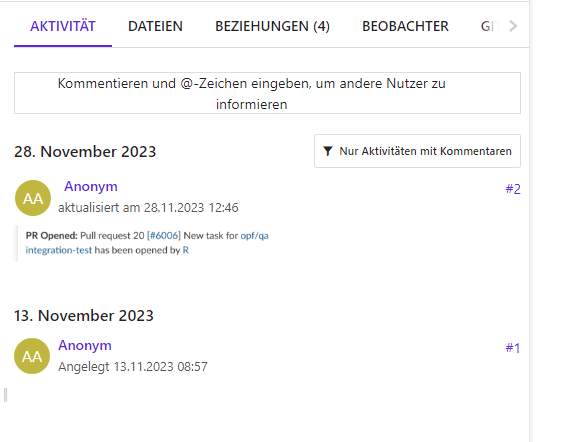 AKTIVITÄT DATEIEN BEZIEHUNGEN (4) BEOBACHTER GI
Kommentieren und @-Zeichen eingeben, um andere Nutzer zu
informieren
28. November 2023 Nur Aktivitäten mit Kommentaren
AA Anonym #2
aktualisiert am 28.11.2023 12:46
PR Opened: Pull request 20 [#6006] New task for opf/qa
integration-test has been opened by R
13. November 2023
AA Anonym #1
Angelegt 13.11.2023 08:57